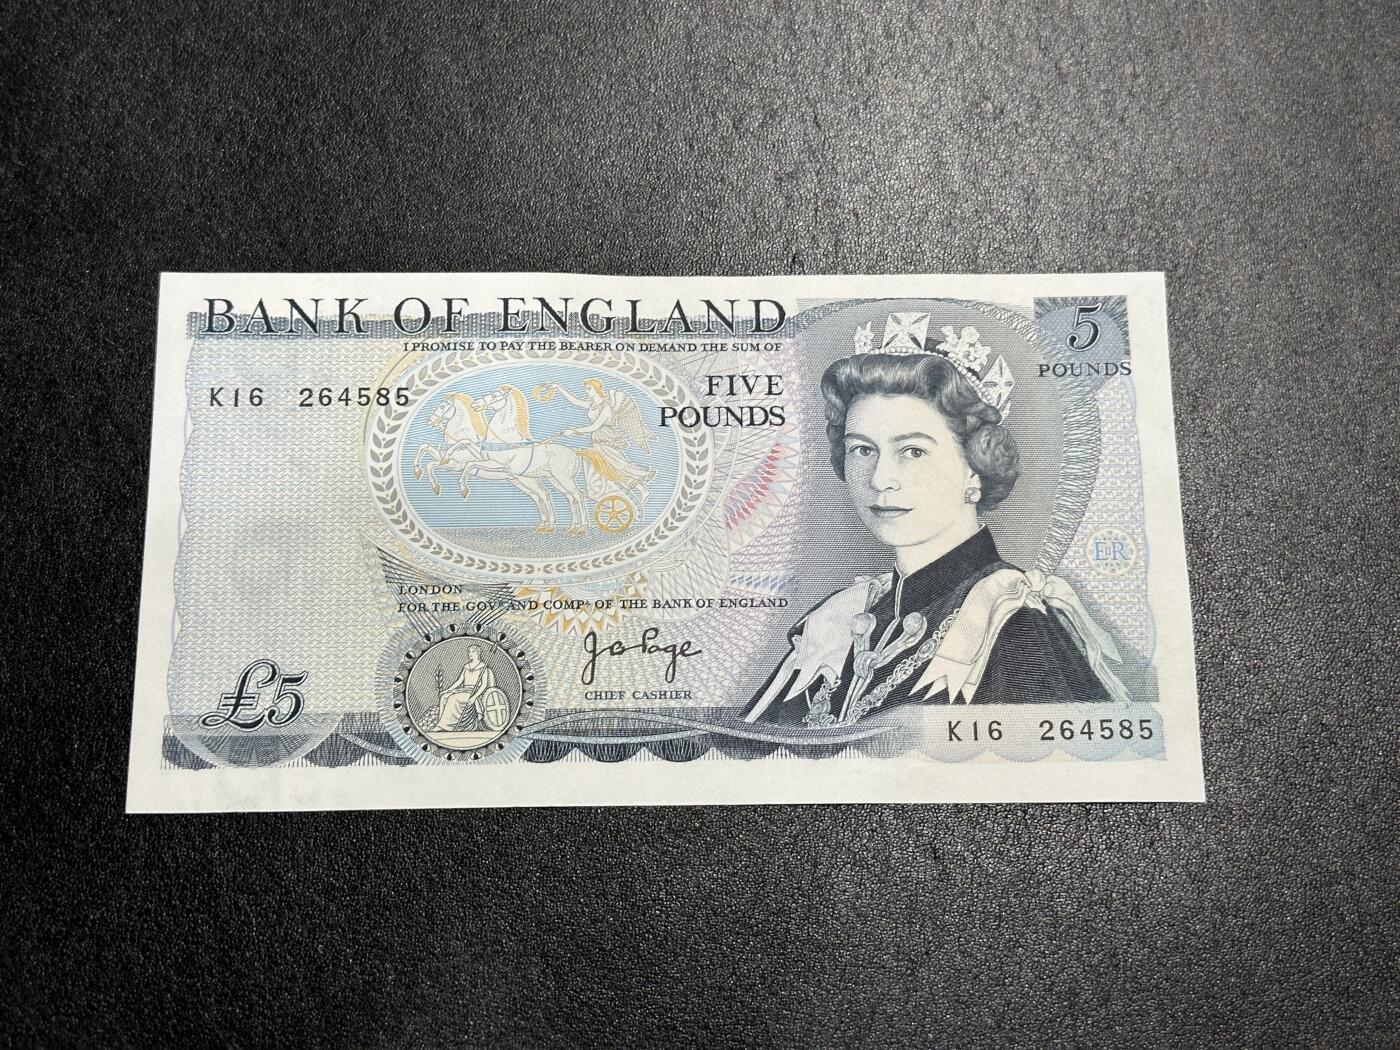 BANK OF ENGLAND
I PROMISE TO PAY THE BEARER ON DEMAND THE SUM OF
5
POUNDS
K16 264585
FIVE
POUNDS
ER
LONDON
FOR THE GOVR AND COMPA OF THE BANK OF ENGLAND
J B Page
CHIEF CASHIER
£5
K16 264585